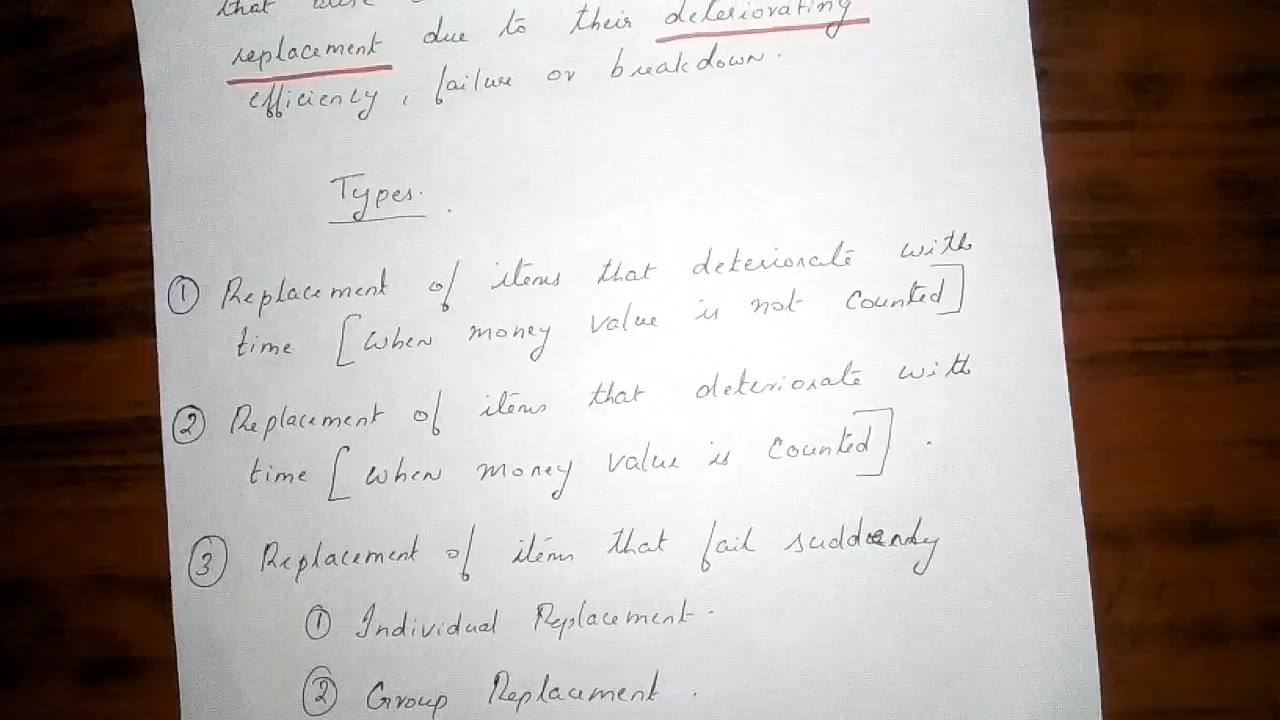 that
replacement due to their deteriorating
efficiency, failure or breakdown.
Types.
① Replacement of items that deteriorate with
time [when money value is not counted]
② Replacement of items that deteriorate with
time [when money value is counted].
③ Replacement of items that fail suddenly
① Individual Replacement.
② Group Replacement.